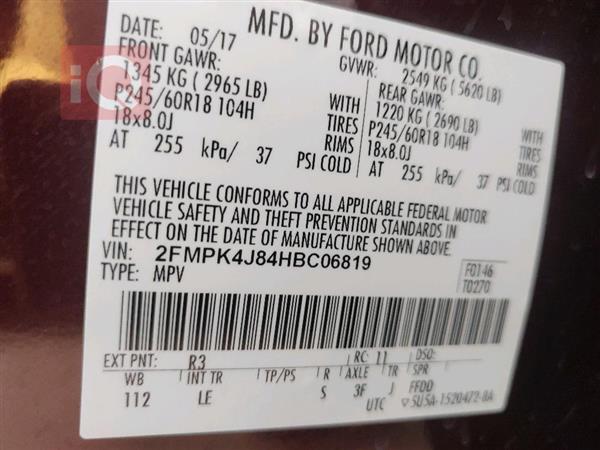 iQ
MFD. BY FORD MOTOR CO.
DATE: 05/17 GVWR: 2549 KG ( 5620 LB)
FRONT GAWR: REAR GAWR:
1345 KG ( 2965 LB) WITH 1220 KG ( 2690 LB) WITH
P245/60R18 104H TIRES P245/60R18 104H TIRES
18x8.0J RIMS 18x8.0J RIMS
AT 255 kPa/ 37 PSI COLD AT 255 kPa/ 37 PSI COLD
THIS VEHICLE CONFORMS TO ALL APPLICABLE FEDERAL MOTOR
VEHICLE SAFETY AND THEFT PREVENTION STANDARDS IN
EFFECT ON THE DATE OF MANUFACTURE SHOWN ABOVE.
VIN: 2FMPK4J84HBC06819 F0146
TYPE: MPV T0270
EXT PNT: R3 RC: 11 DSO:
WB INT TR TP/PS R AXLE TR SPR
112 LE S 3F J FFDD
UTC ▽5U5A-1520472-BA